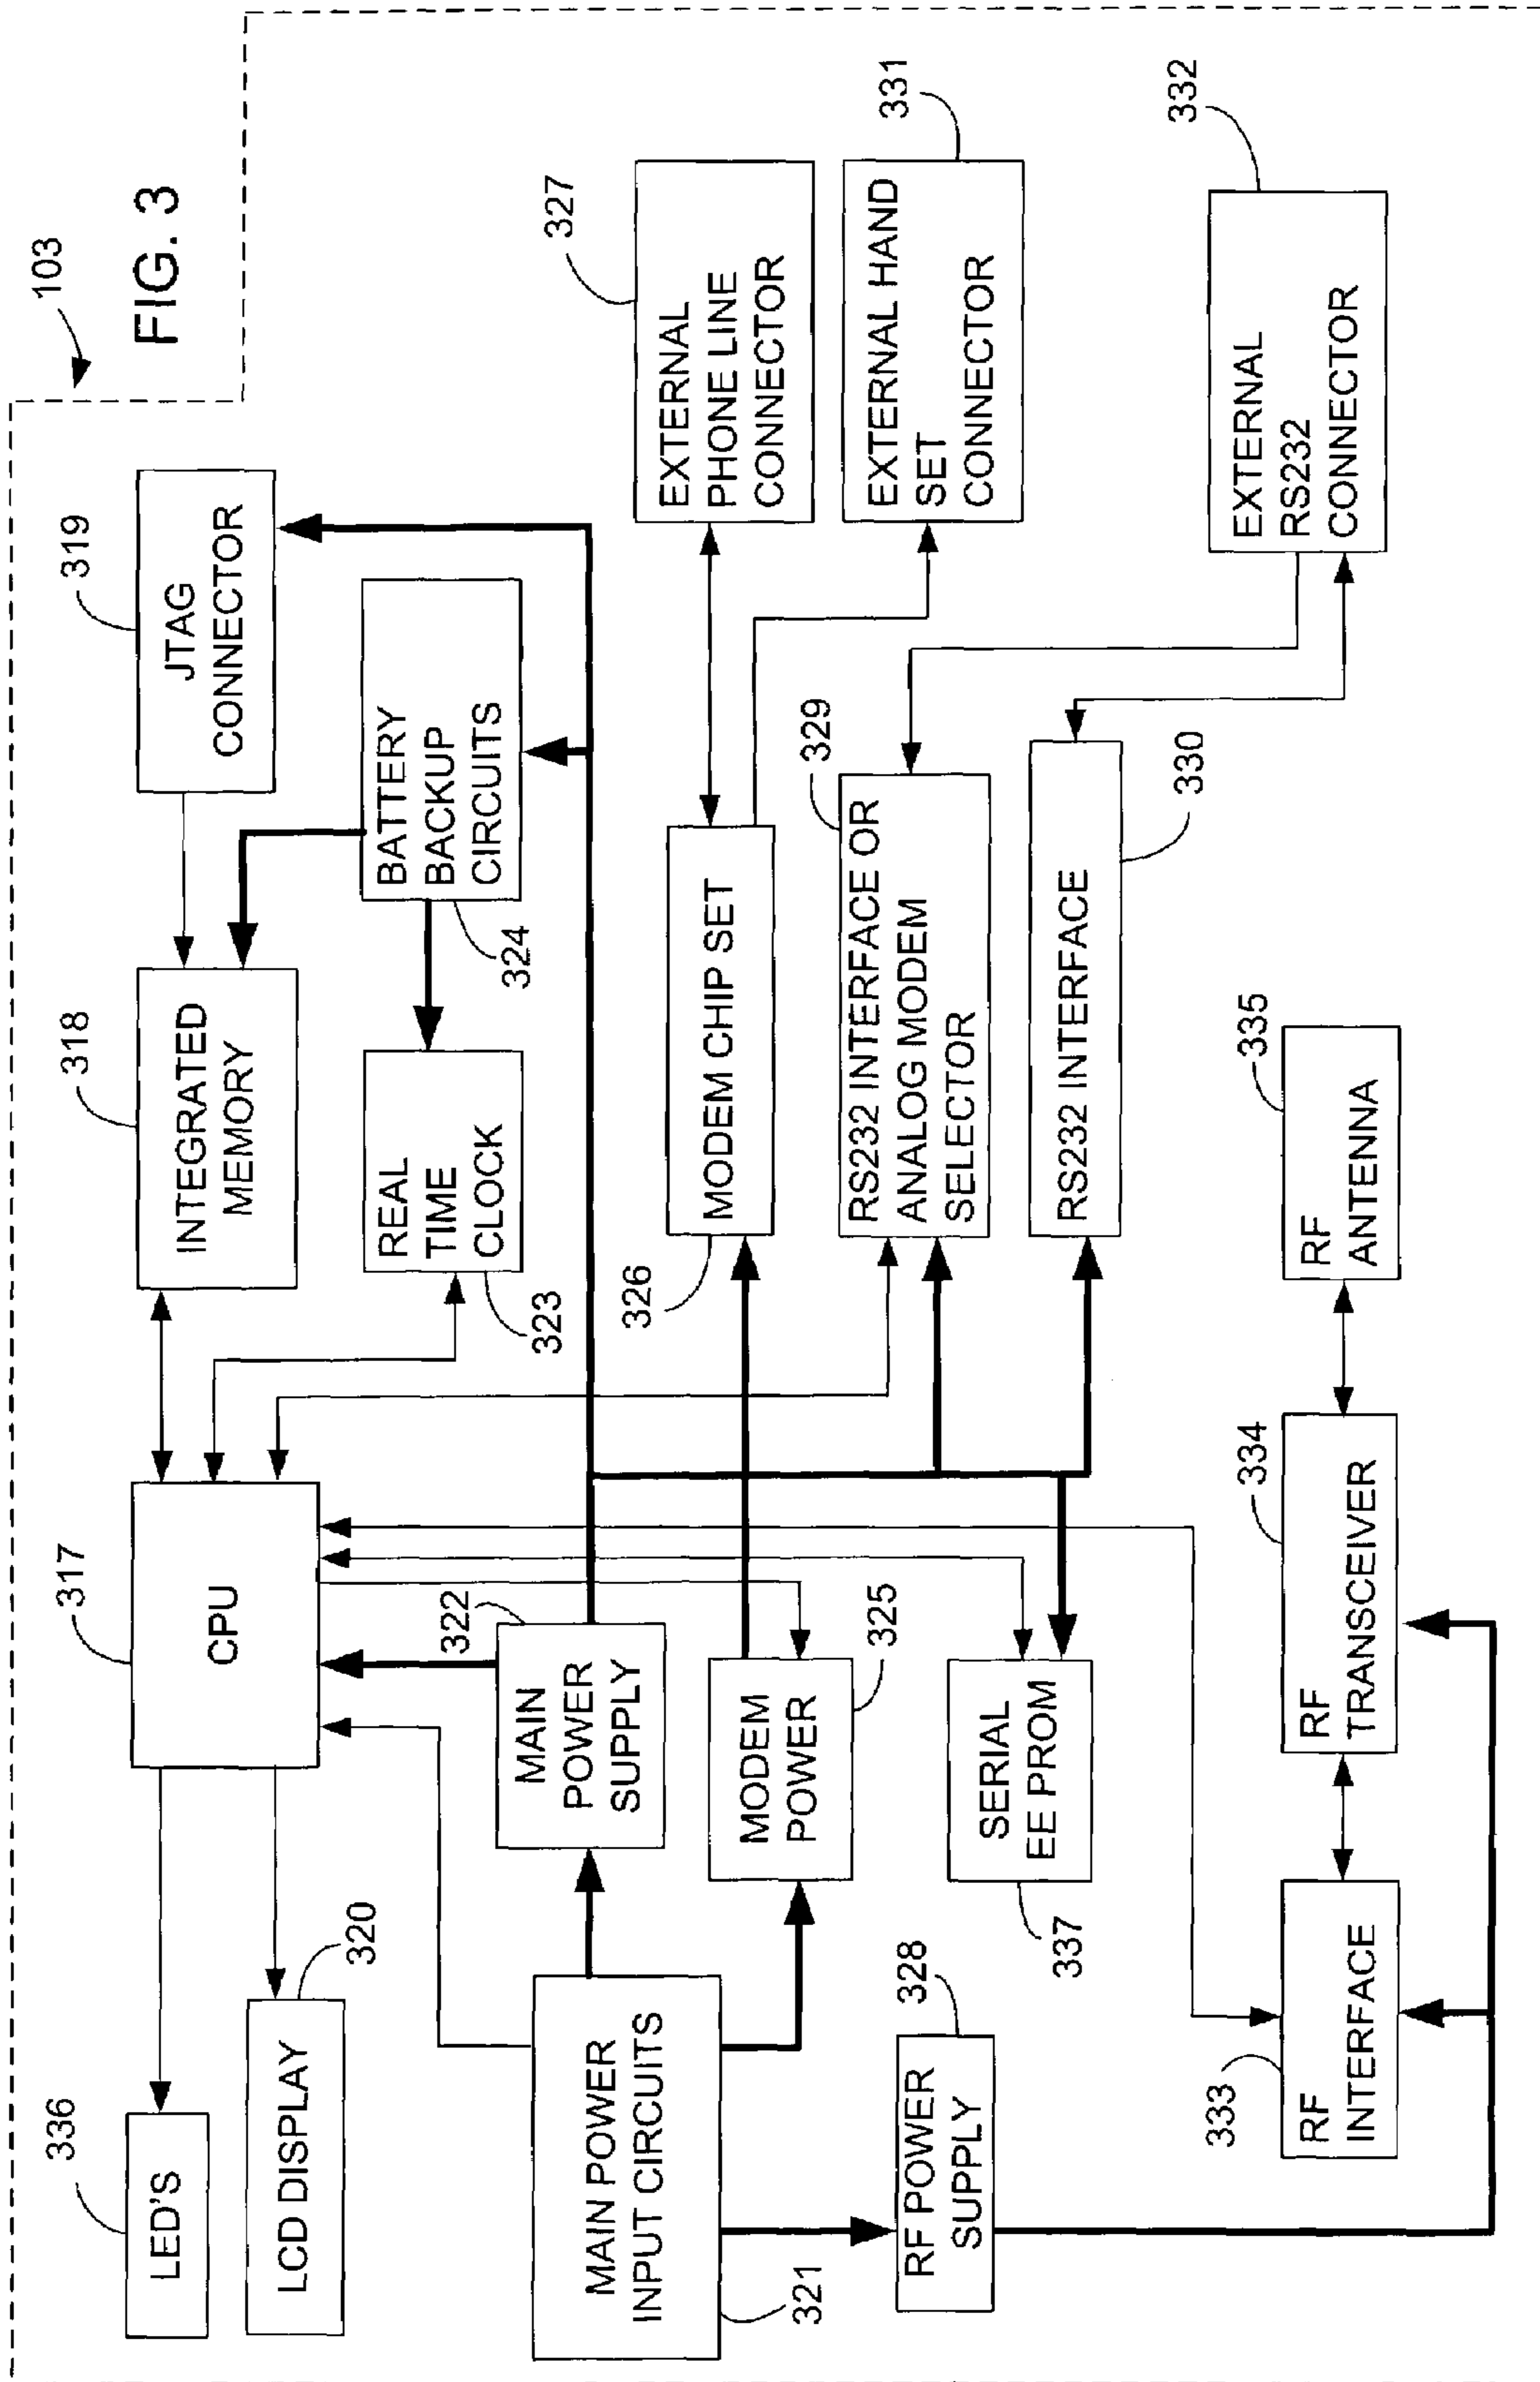 103
FIG. 3
336
LED'S
LCD DISPLAY
320
317
CPU
318
INTEGRATED
MEMORY
319
JTAG
CONNECTOR
BATTERY
BACKUP
CIRCUITS
324
REAL
TIME
CLOCK
323
MAIN POWER
INPUT CIRCUITS
321
322
MAIN
POWER
SUPPLY
MODEM
POWER
325
326
MODEM CHIP SET
327
EXTERNAL
PHONE LINE
CONNECTOR
331
EXTERNAL HAND
SET
CONNECTOR
329
RS232 INTERFACE OR
ANALOG MODEM
SELECTOR
RS232 INTERFACE
330
332
EXTERNAL
RS232
CONNECTOR
328
RF POWER
SUPPLY
SERIAL
EE PROM
337
333
RF
INTERFACE
334
RF
TRANSCEIVER
335
RF
ANTENNA